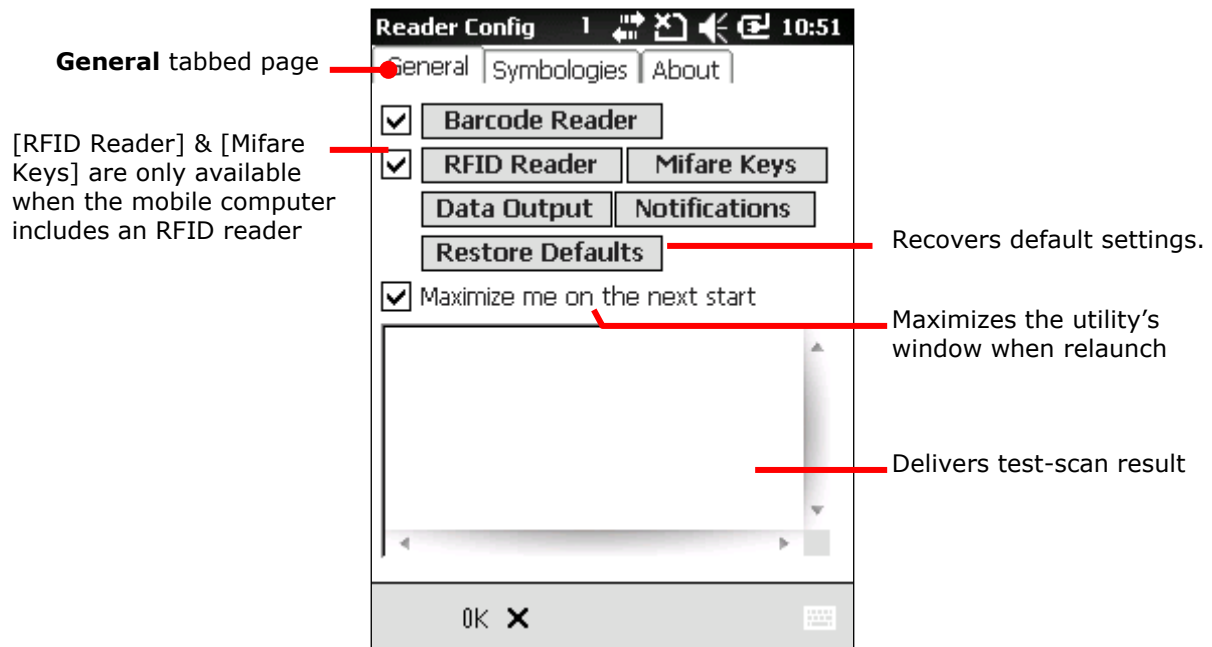 Reader Config 1 10:51
General tabbed page
General Symbologies About
Barcode Reader
[RFID Reader] & [Mifare
Keys] are only available
when the mobile computer
includes an RFID reader
RFID Reader Mifare Keys
Data Output Notifications
Restore Defaults
Recovers default settings.
Maximize me on the next start
Maximizes the utility’s
window when relaunch
Delivers test-scan result
OK